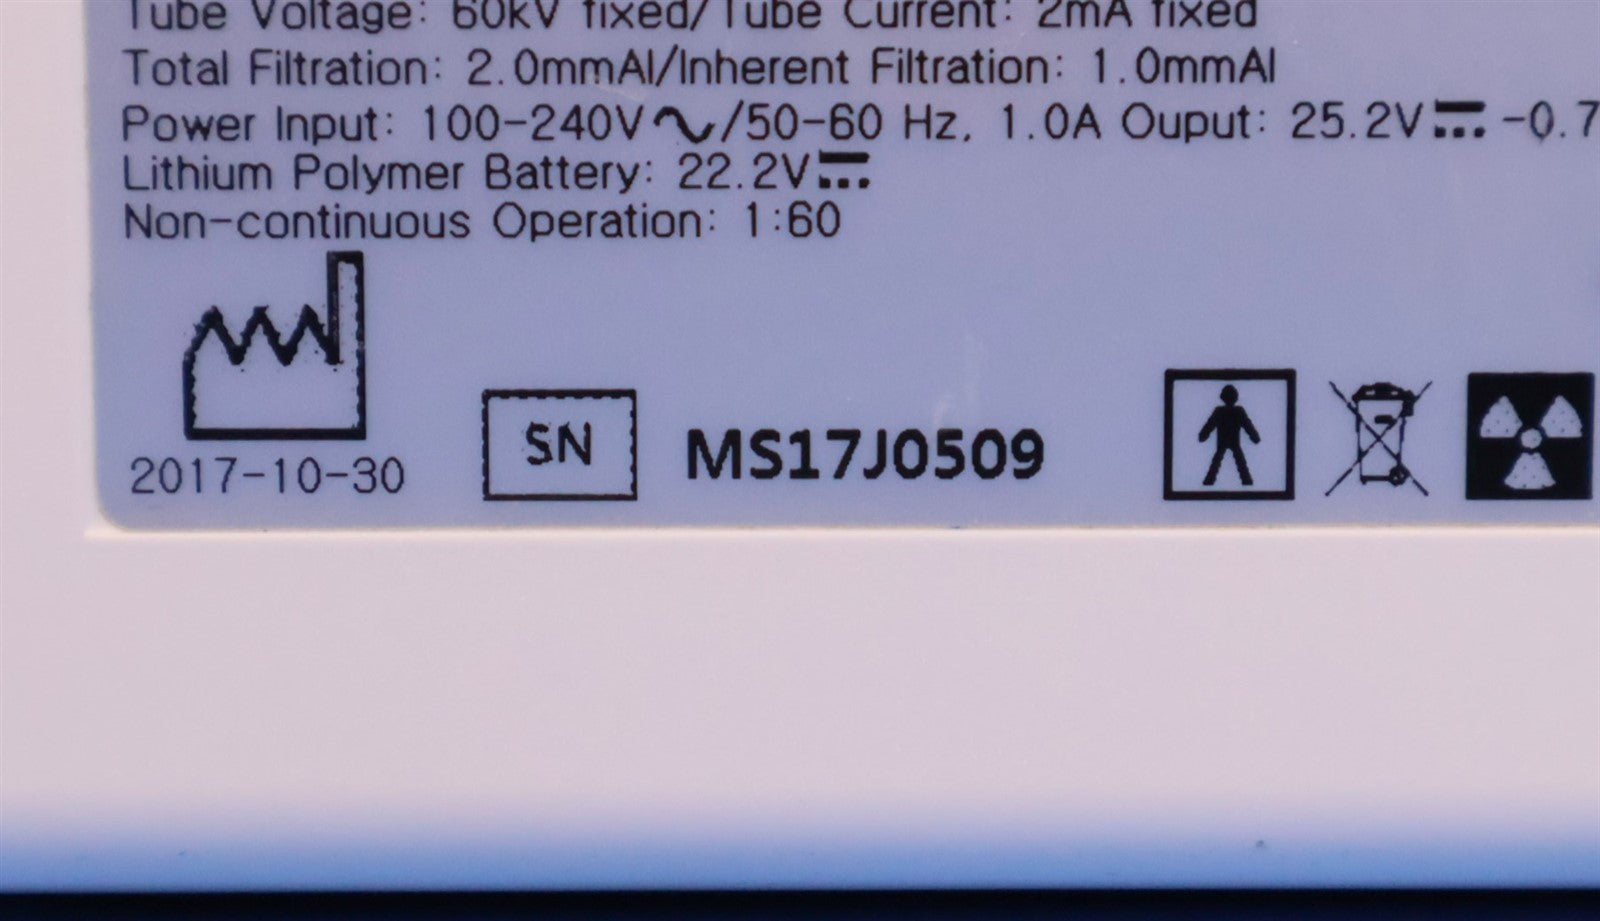 Tube Voltage: 60kV fixed/Tube Current: 2mA fixed
Total Filtration: 2.0mmAl/Inherent Filtration: 1.0mmAl
Power Input: 100-240V~/50-60 Hz, 1.0A Ouput: 25.2V⎓ -0.7
Lithium Polymer Battery: 22.2V⎓
Non-continuous Operation: 1:60
2017-10-30
SN MS17J0509